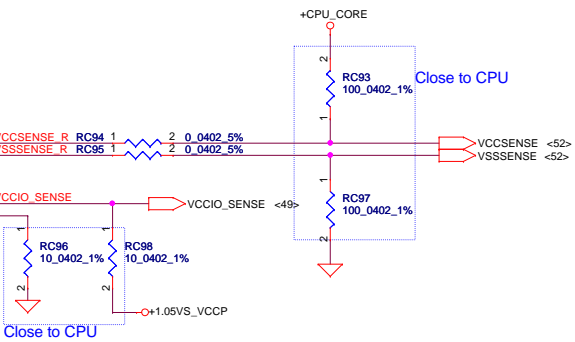 +CPU_CORE
2
RC93
100_0402_1%
Close to CPU
1
VCCSENSE_R RC94 1 2 0_0402_5% VCCSENSE <52>
VSSSENSE_R RC95 1 2 0_0402_5% VSSSENSE <52>
1
VCCIO_SENSE VCCIO_SENSE <49>
RC97
100_0402_1%
2
1 1
RC96 RC98
10_0402_1% 10_0402_1%
2 2
+1.05VS_VCCP
Close to CPU